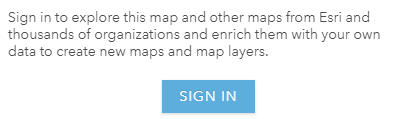 Sign in to explore this map and other maps from Esri and
thousands of organizations and enrich them with your own
data to create new maps and map layers.
SIGN IN